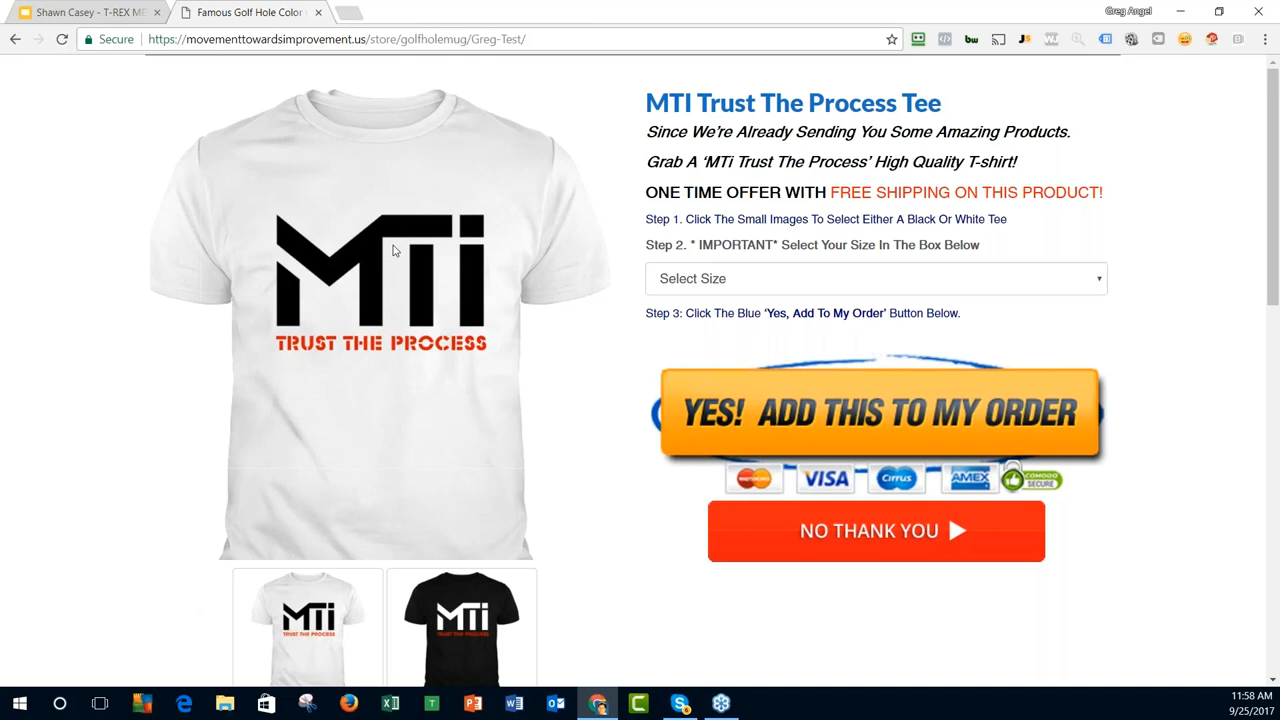 Shawn Casey - T-REX ME
Famous Golf Hole Color
Greg Angel
Secure
https://movementtowardsimprovement.us/store/golfholemug/Greg-Test/
MTi
TRUST THE PROCESS
MTI Trust The Process Tee
Since We're Already Sending You Some Amazing Products.
Grab A 'MTi Trust The Process' High Quality T-shirt!
ONE TIME OFFER WITH FREE SHIPPING ON THIS PRODUCT!
Step 1. Click The Small Images To Select Either A Black Or White Tee
Step 2. * IMPORTANT* Select Your Size In The Box Below
Select Size
Step 3: Click The Blue 'Yes, Add To My Order' Button Below.
YES! ADD THIS TO MY ORDER
MasterCard VISA Cirrus AMEX COMODO SECURE
NO THANK YOU
MTi
TRUST THE PROCESS
MTi
TRUST THE PROCESS
11:58 AM
9/25/2017